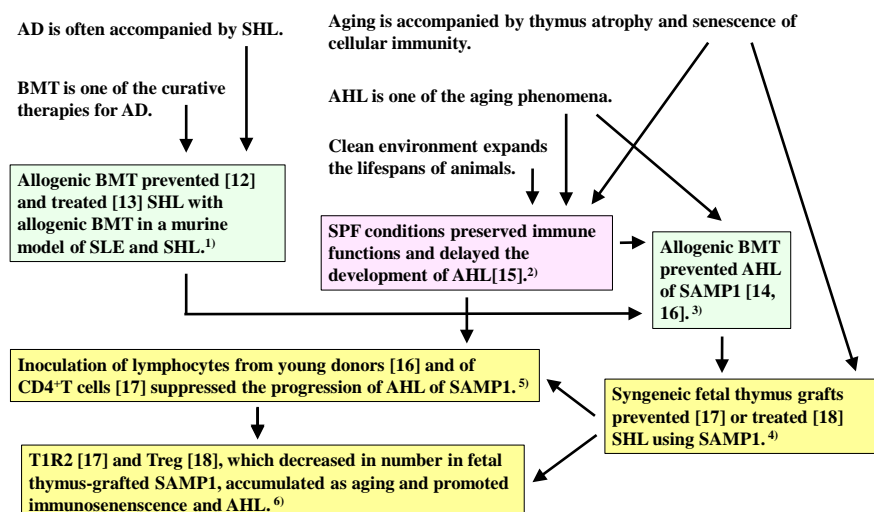 AD is often accompanied by SHL.
BMT is one of the curative
therapies for AD.
Aging is accompanied by thymus atrophy and senescence of
cellular immunity.
AHL is one of the aging phenomena.
Clean environment expands
the lifespans of animals.
Allogenic BMT prevented [12]
and treated [13] SHL with
allogenic BMT in a murine
model of SLE and SHL.1)
SPF conditions preserved immune
functions and delayed the
development of AHL[15].2)
Allogenic BMT
prevented AHL
of SAMP1 [14,
16]. 3)
Inoculation of lymphocytes from young donors [16] and of
CD4+T cells [17] suppressed the progression of AHL of SAMP1. 5)
Syngeneic fetal thymus grafts
prevented [17] or treated [18]
SHL using SAMP1. 4)
T1R2 [17] and Treg [18], which decreased in number in fetal
thymus-grafted SAMP1, accumulated as aging and promoted
immunosenenscence and AHL. 6)